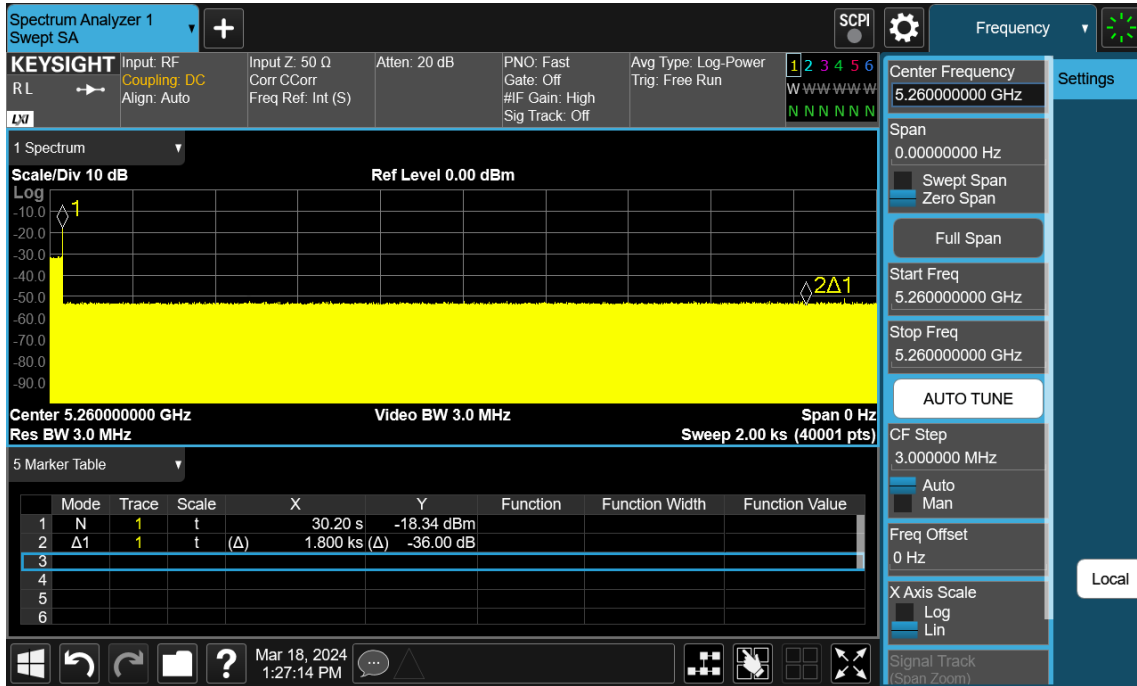 Spectrum Analyzer 1
Swept SA
SCPI
Frequency
KEYSIGHT
RL
LXI
Input: RF
Coupling: DC
Align: Auto
Input Z: 50 Ω
Corr CCorr
Freq Ref: Int (S)
Atten: 20 dB
PNO: Fast
Gate: Off
#IF Gain: High
Sig Track: Off
Avg Type: Log-Power
Trig: Free Run
1 2 3 4 5 6
W W W W W W
N N N N N N
1 Spectrum
Scale/Div 10 dB
Ref Level 0.00 dBm
Log
-10.0
-20.0
-30.0
-40.0
-50.0
-60.0
-70.0
-80.0
-90.0
1
2Δ1
Center 5.260000000 GHz
Video BW 3.0 MHz
Span 0 Hz
Res BW 3.0 MHz
Sweep 2.00 ks (40001 pts)
5 Marker Table
Mode Trace Scale X Y Function Function Width Function Value
1 N 1 t 30.20 s -18.34 dBm
2 Δ1 1 t (Δ) 1.800 ks (Δ) -36.00 dB
3
4
5
6
?
Mar 18, 2024
1:27:14 PM
Center Frequency
5.260000000 GHz
Settings
Span
0.00000000 Hz
Swept Span
Zero Span
Full Span
Start Freq
5.260000000 GHz
Stop Freq
5.260000000 GHz
AUTO TUNE
CF Step
3.000000 MHz
Auto
Man
Freq Offset
0 Hz
X Axis Scale
Log
Lin
Signal Track
(Span Zoom)
Local